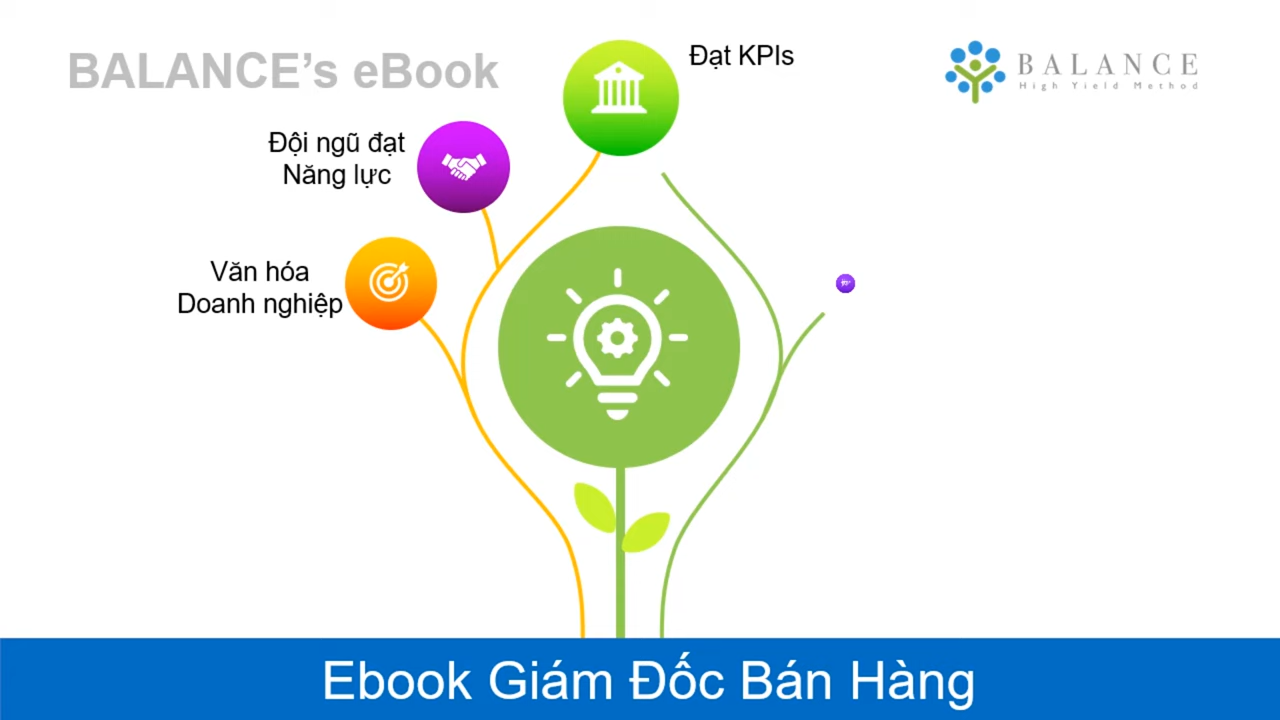 BALANCE's eBook
Đạt KPIs
BALANCE
High Yield Method
Đội ngũ đạt
Năng lực
Văn hóa
Doanh nghiệp
Ebook Giám Đốc Bán Hàng